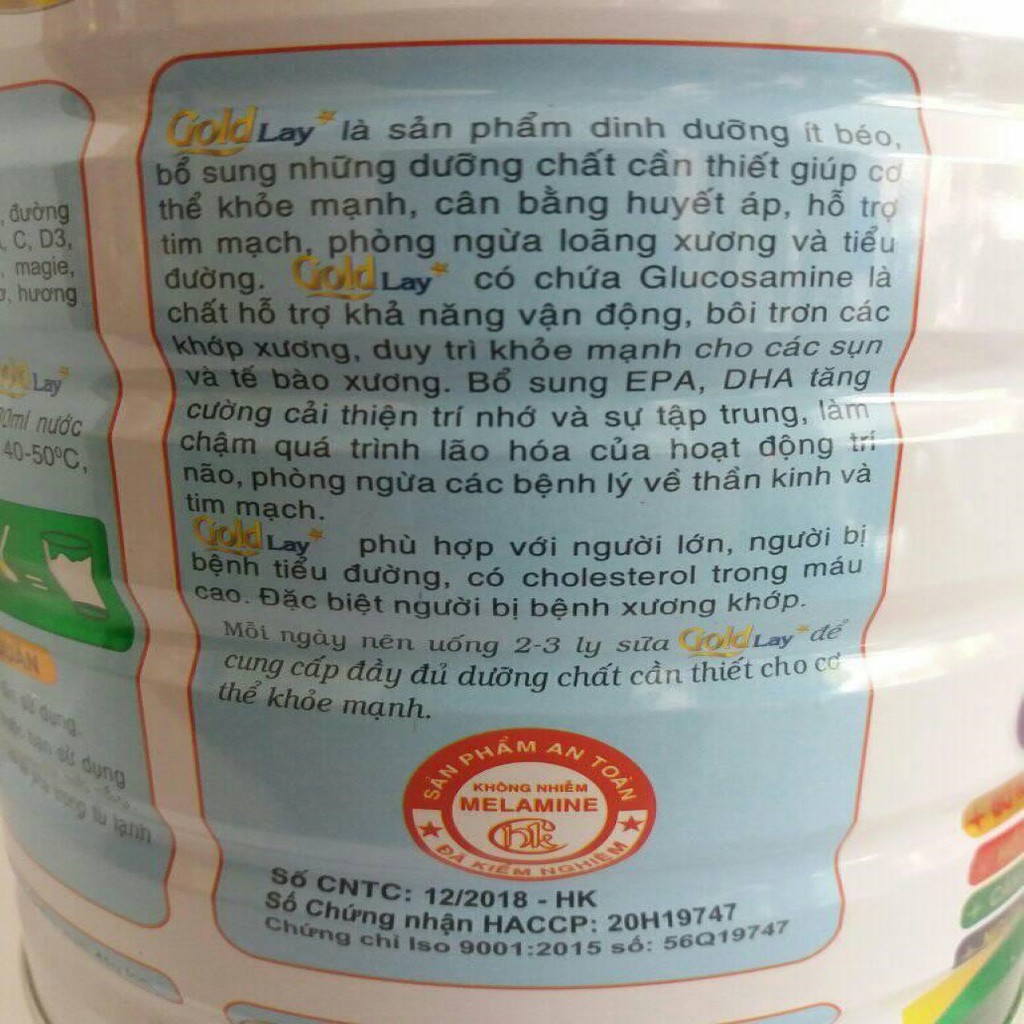 Gold Lay là sản phẩm dinh dưỡng ít béo,
bổ sung những dưỡng chất cần thiết giúp cơ
thể khỏe mạnh, cân bằng huyết áp, hỗ trợ
tim mạch, phòng ngừa loãng xương và tiểu
đường. Gold Lay có chứa Glucosamine là
chất hỗ trợ khả năng vận động, bôi trơn các
khớp xương, duy trì khỏe mạnh cho các sụn
và tế bào xương. Bổ sung EPA, DHA tăng
cường cải thiện trí nhớ và sự tập trung, làm
chậm quá trình lão hóa của hoạt động trí
não, phòng ngừa các bệnh lý về thần kinh và
tim mạch.
Gold Lay phù hợp với người lớn, người bị
bệnh tiểu đường, có cholesterol trong máu
cao. Đặc biệt người bị bệnh xương khớp.
Mỗi ngày nên uống 2-3 ly sữa Gold Lay để
cung cấp đầy đủ dưỡng chất cần thiết cho cơ
thể khỏe mạnh.
SẢN PHẨM AN TOÀN
KHÔNG NHIỄM
MELAMINE
hk
ĐÃ KIỂM NGHIỆM
Số CNTC: 12/2018 - HK
Số Chứng nhận HACCP: 20H19747
Chứng chỉ Iso 9001:2015 số: 56Q19747
, đường
, C, D3,
, magie,
, hương
Lay
0ml nước
40-50°C,
sử dụng.
sử dụng
tủ lạnh